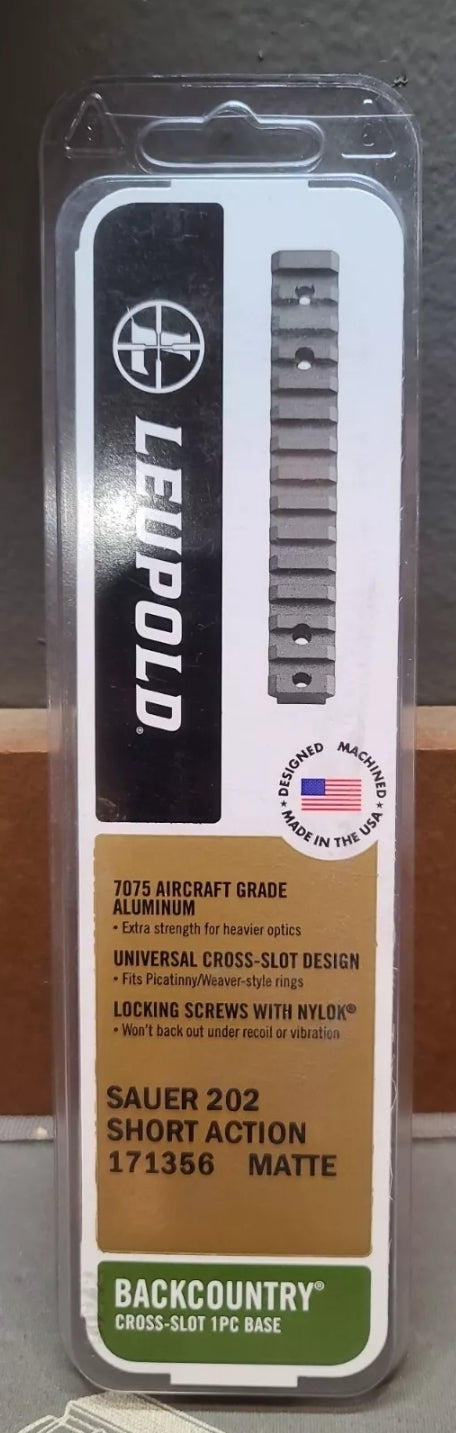 LEUPOLD®
DESIGNED MACHINED
MADE IN THE USA
7075 AIRCRAFT GRADE
ALUMINUM
• Extra strength for heavier optics
UNIVERSAL CROSS-SLOT DESIGN
• Fits Picatinny/Weaver-style rings
LOCKING SCREWS WITH NYLOK®
• Won't back out under recoil or vibration
SAUER 202
SHORT ACTION
171356 MATTE
BACKCOUNTRY®
CROSS-SLOT 1PC BASE